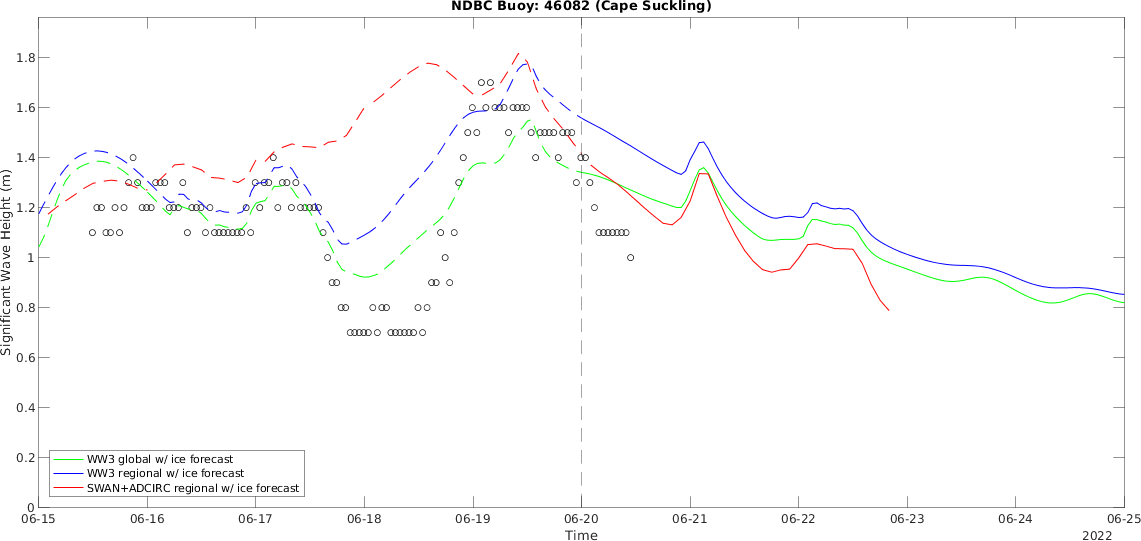 NDBC Buoy: 46082 (Cape Suckling)
Significant Wave Height (m)
1.8
1.6
1.4
1.2
1
0.8
0.6
0.4
0.2
0
WW3 global w/ ice forecast
WW3 regional w/ ice forecast
SWAN+ADCIRC regional w/ ice forecast
06-15 06-16 06-17 06-18 06-19 06-20 06-21 06-22 06-23 06-24 06-25
Time
2022